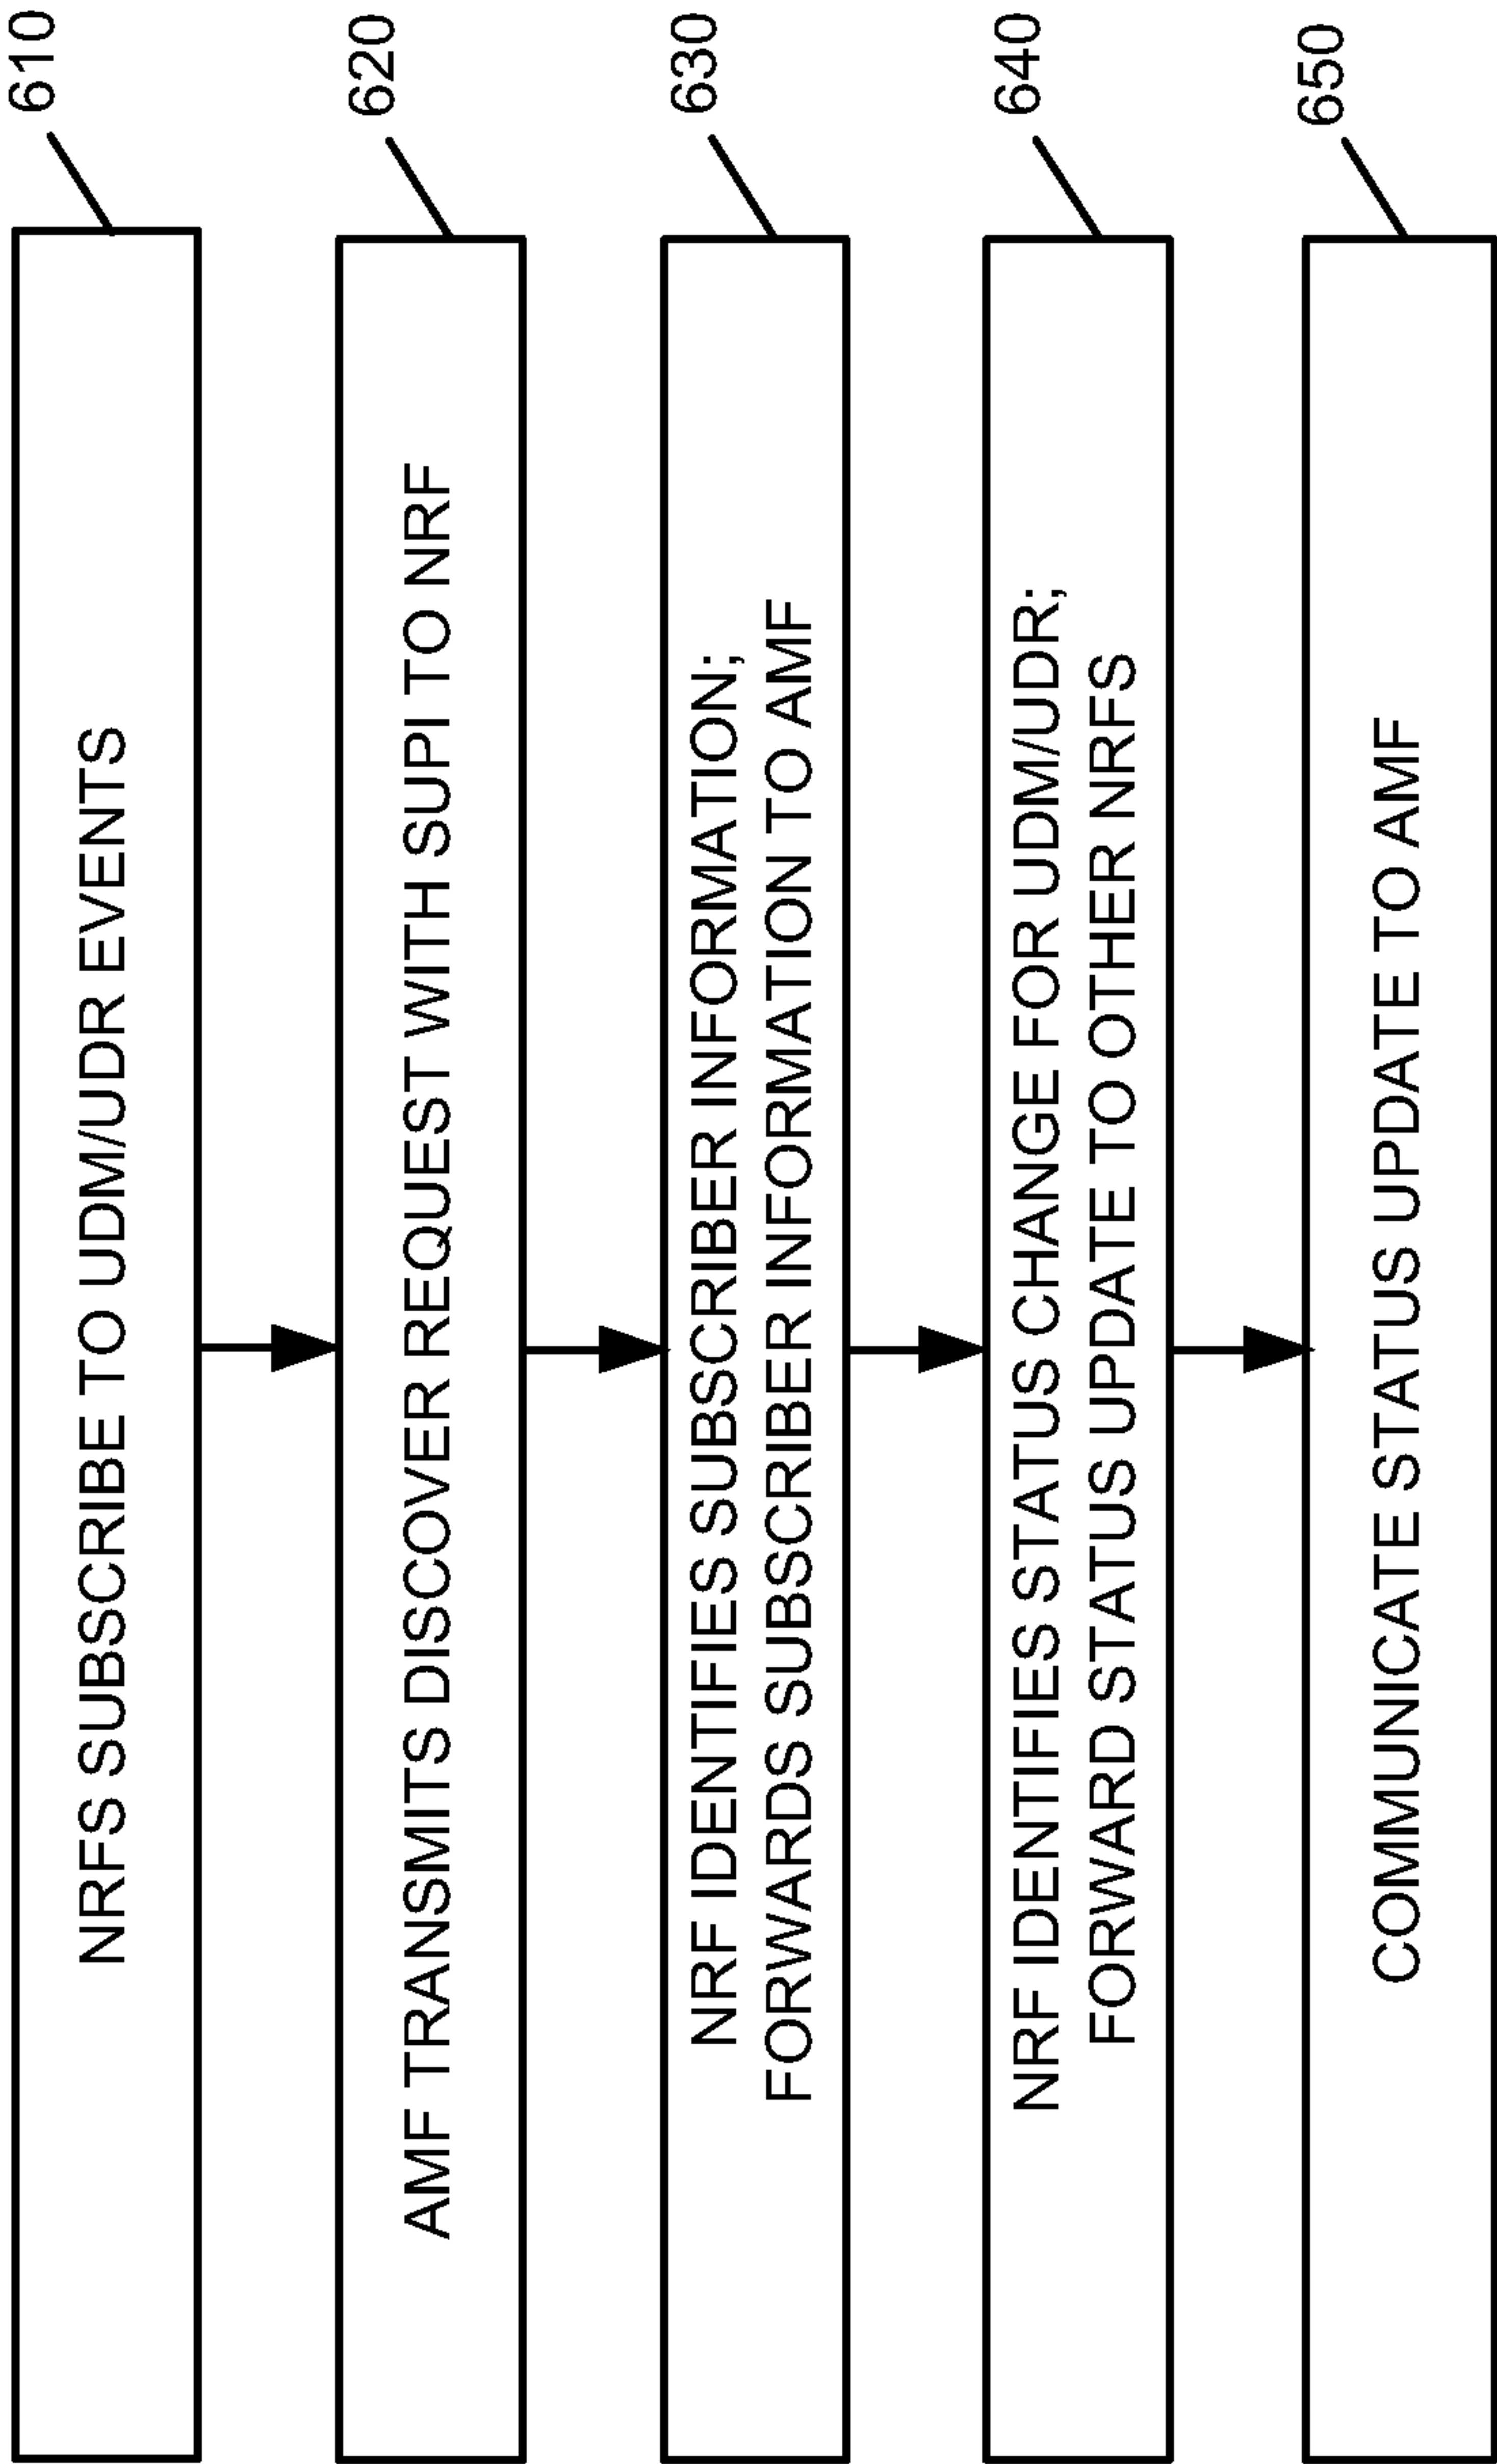 610
NRFS SUBSCRIBE TO UDM/UDR EVENTS
620
AMF TRANSMITS DISCOVER REQUEST WITH SUPI TO NRF
630
NRF IDENTIFIES SUBSCRIBER INFORMATION;
FORWARDS SUBSCRIBER INFORMATION TO AMF
640
NRF IDENTIFIES STATUS CHANGE FOR UDM/UDR;
FORWARD STATUS UPDATE TO OTHER NRFS
650
COMMUNICATE STATUS UPDATE TO AMF